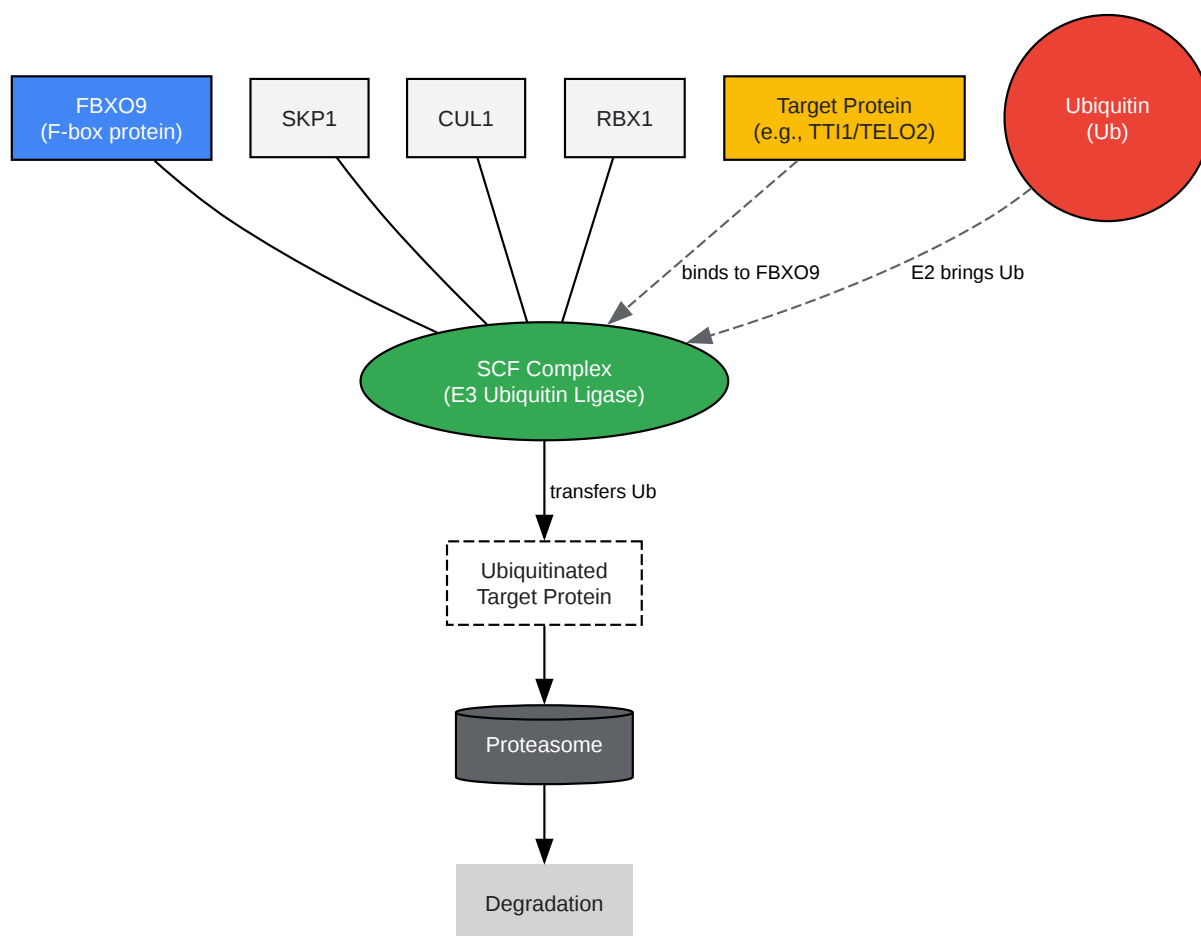 FBXO9
(F-box protein)
SKP1
CUL1
RBX1
Target Protein
(e.g., TTI1/TELO2)
Ubiquitin
(Ub)
binds to FBXO9
E2 brings Ub
SCF Complex
(E3 Ubiquitin Ligase)
transfers Ub
Ubiquitinated
Target Protein
Proteasome
Degradation